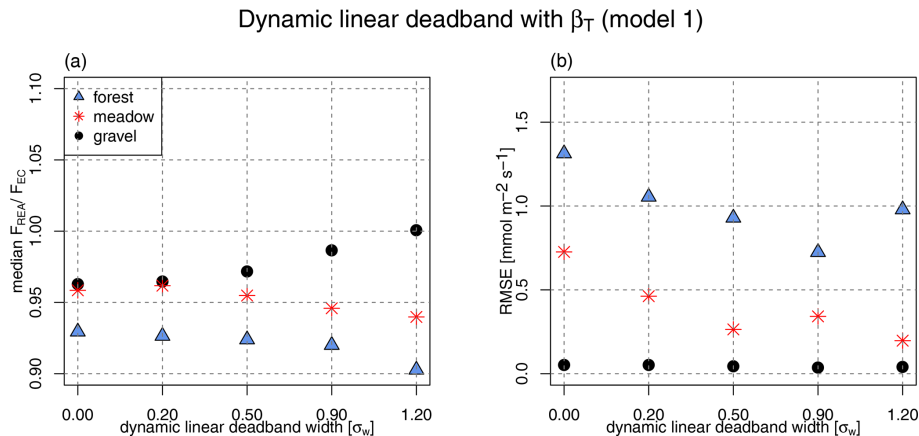 Dynamic linear deadband with βT (model 1)
(a)
forest
meadow
gravel
median FREA/ FEC
1.10
1.05
1.00
0.95
0.90
0.00 0.20 0.50 0.90 1.20
dynamic linear deadband width [σw]
(b)
RMSE [mmol m−2 s−1]
1.5
1.0
0.5
0.0
0.00 0.20 0.50 0.90 1.20
dynamic linear deadband width [σw]